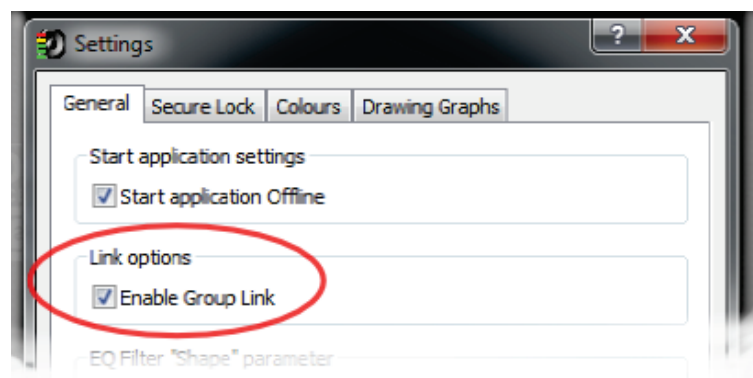 Settings
?
X
General Secure Lock Colours Drawing Graphs
Start application settings
Start application Offline
Link options
Enable Group Link
EQ Filter "Shape" parameter